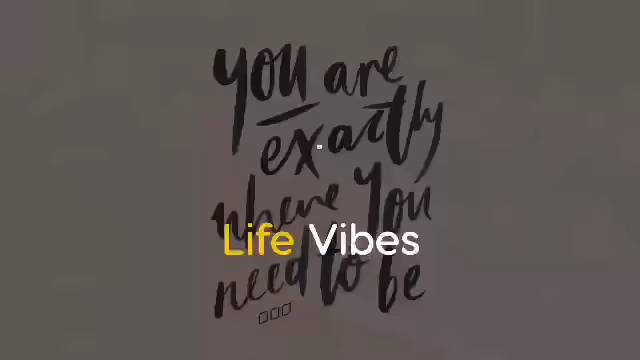 you are
exactly
where you
Life Vibes
need to be